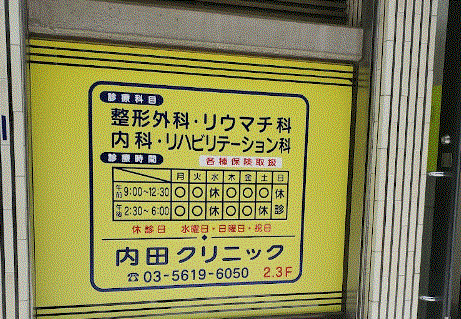 診療科目
整形外科・リウマチ科
内科・リハビリテーション科
診療時間 各種保険取扱
月 火 水 木 金 土 日
午前 9:00~12:30 ○ ○ 休 ○ ○ ○ 休
午後 2:30~6:00 ○ ○ 休 ○ ○ 休 診
休診日 水曜日・日曜日・祝日
内田クリニック
☎03-5619-6050 2.3F